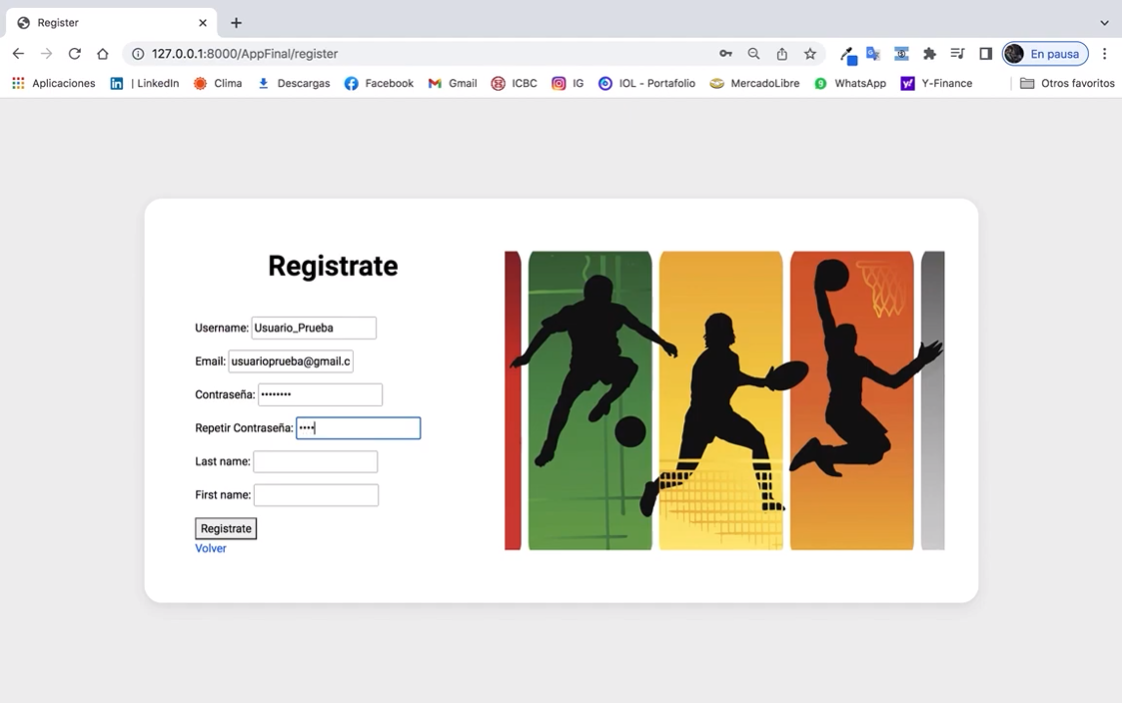 Register
127.0.0.1:8000/AppFinal/register
En pausa
Aplicaciones | LinkedIn Clima Descargas Facebook Gmail ICBC IG IOL - Portafolio MercadoLibre WhatsApp Y-Finance Otros favoritos
Registrate
Username: Usuario_Prueba
Email: usuarioprueba@gmail.c
Contraseña: ••••••••
Repetir Contraseña: ••••
Last name:
First name:
Registrate
Volver